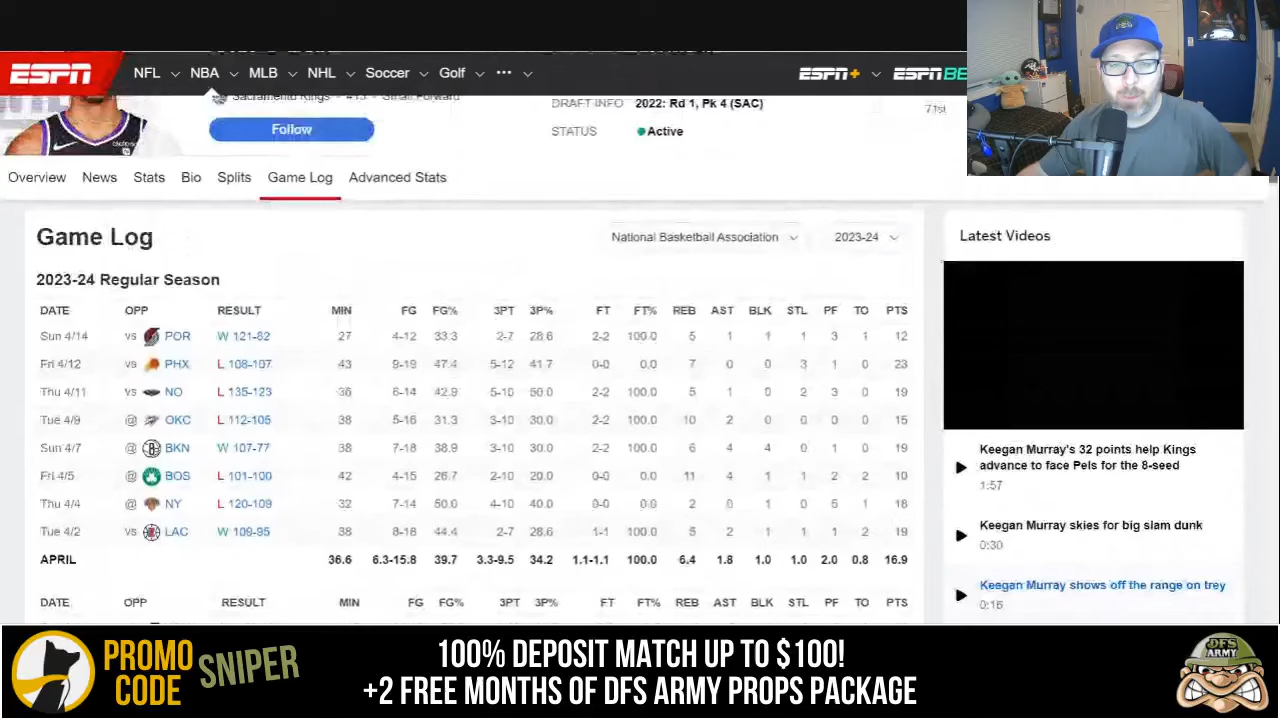 ESPN NFL NBA MLB NHL Soccer Golf ••• ESPN+ ESPN BE
Sacramento Kings • #13 • Small Forward
Follow
DRAFT INFO 2022: Rd 1, Pk 4 (SAC)
STATUS Active
71st
Overview News Stats Bio Splits Game Log Advanced Stats
Game Log National Basketball Association 2023-24
2023-24 Regular Season
DATE OPP RESULT MIN FG FG% 3PT 3P% FT FT% REB AST BLK STL PF TO PTS
Sun 4/14 vs POR W 121-82 27 4-12 33.3 2-7 28.6 2-2 100.0 5 1 1 1 3 1 12
Fri 4/12 vs PHX L 108-107 43 9-19 47.4 5-12 41.7 0-0 0.0 7 0 0 3 1 0 23
Thu 4/11 vs NO L 135-123 36 6-14 42.9 5-10 50.0 2-2 100.0 5 1 0 2 3 0 19
Tue 4/9 @ OKC L 112-105 38 5-16 31.3 3-10 30.0 2-2 100.0 10 2 0 0 0 0 15
Sun 4/7 @ BKN W 107-77 38 7-18 38.9 3-10 30.0 2-2 100.0 6 4 4 0 1 0 19
Fri 4/5 @ BOS L 101-100 42 4-15 26.7 2-10 20.0 0-0 0.0 11 4 1 1 2 2 10
Thu 4/4 @ NY L 120-109 32 7-14 50.0 4-10 40.0 0-0 0.0 2 0 1 0 5 1 18
Tue 4/2 vs LAC W 109-95 38 8-18 44.4 2-7 28.6 1-1 100.0 5 2 1 1 1 2 19
APRIL 36.6 6.3-15.8 39.7 3.3-9.5 34.2 1.1-1.1 100.0 6.4 1.8 1.0 1.0 2.0 0.8 16.9
DATE OPP RESULT MIN FG FG% 3PT 3P% FT FT% REB AST BLK STL PF TO PTS
Latest Videos
Keegan Murray's 32 points help Kings
advance to face Pels for the 8-seed
1:57
Keegan Murray skies for big slam dunk
0:30
Keegan Murray shows off the range on trey
0:16
PROMO
CODE
SNIPER
100% DEPOSIT MATCH UP TO $100!
+2 FREE MONTHS OF DFS ARMY PROPS PACKAGE
DFS
ARMY